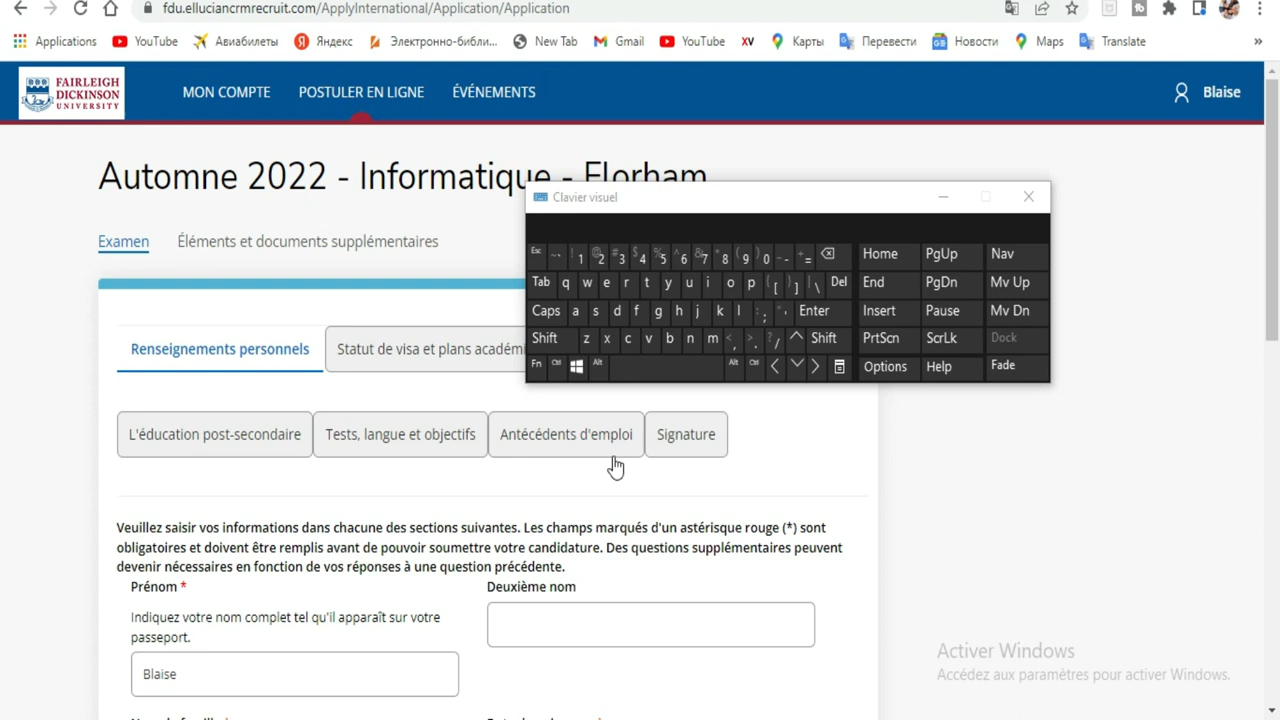 fdu.elluciancrmrecruit.com/ApplyInternational/Application/Application
Applications YouTube Авиабилеты Яндекс Электронно-библи... New Tab Gmail YouTube XV Карты Перевести Новости Maps Translate »
FAIRLEIGH
DICKINSON
UNIVERSITY
MON COMPTE POSTULER EN LIGNE ÉVÉNEMENTS Blaise
Automne 2022 - Informatique - Florham
Clavier visuel
Examen Éléments et documents supplémentaires
Esc ~ ` ! 1 @ 2 # 3 $ 4 % 5 ^ 6 & 7 * 8 ( 9 ) 0 _ - + = Home PgUp Nav
Tab q w e r t y u i o p { [ } ] | \ Del End PgDn Mv Up
Caps a s d f g h j k l : ; " ' Enter Insert Pause Mv Dn
Shift z x c v b n m < , > . ? / Shift PrtScn ScrLk Dock
Fn Ctrl Alt Alt Ctrl Options Help Fade
Renseignements personnels Statut de visa et plans académi
L'éducation post-secondaire Tests, langue et objectifs Antécédents d'emploi Signature
Veuillez saisir vos informations dans chacune des sections suivantes. Les champs marqués d'un astérisque rouge (*) sont
obligatoires et doivent être remplis avant de pouvoir soumettre votre candidature. Des questions supplémentaires peuvent
devenir nécessaires en fonction de vos réponses à une question précédente.
Prénom * Deuxième nom
Indiquez votre nom complet tel qu'il apparaît sur votre
passeport.
Blaise
Activer Windows
Accédez aux paramètres pour activer Windows.